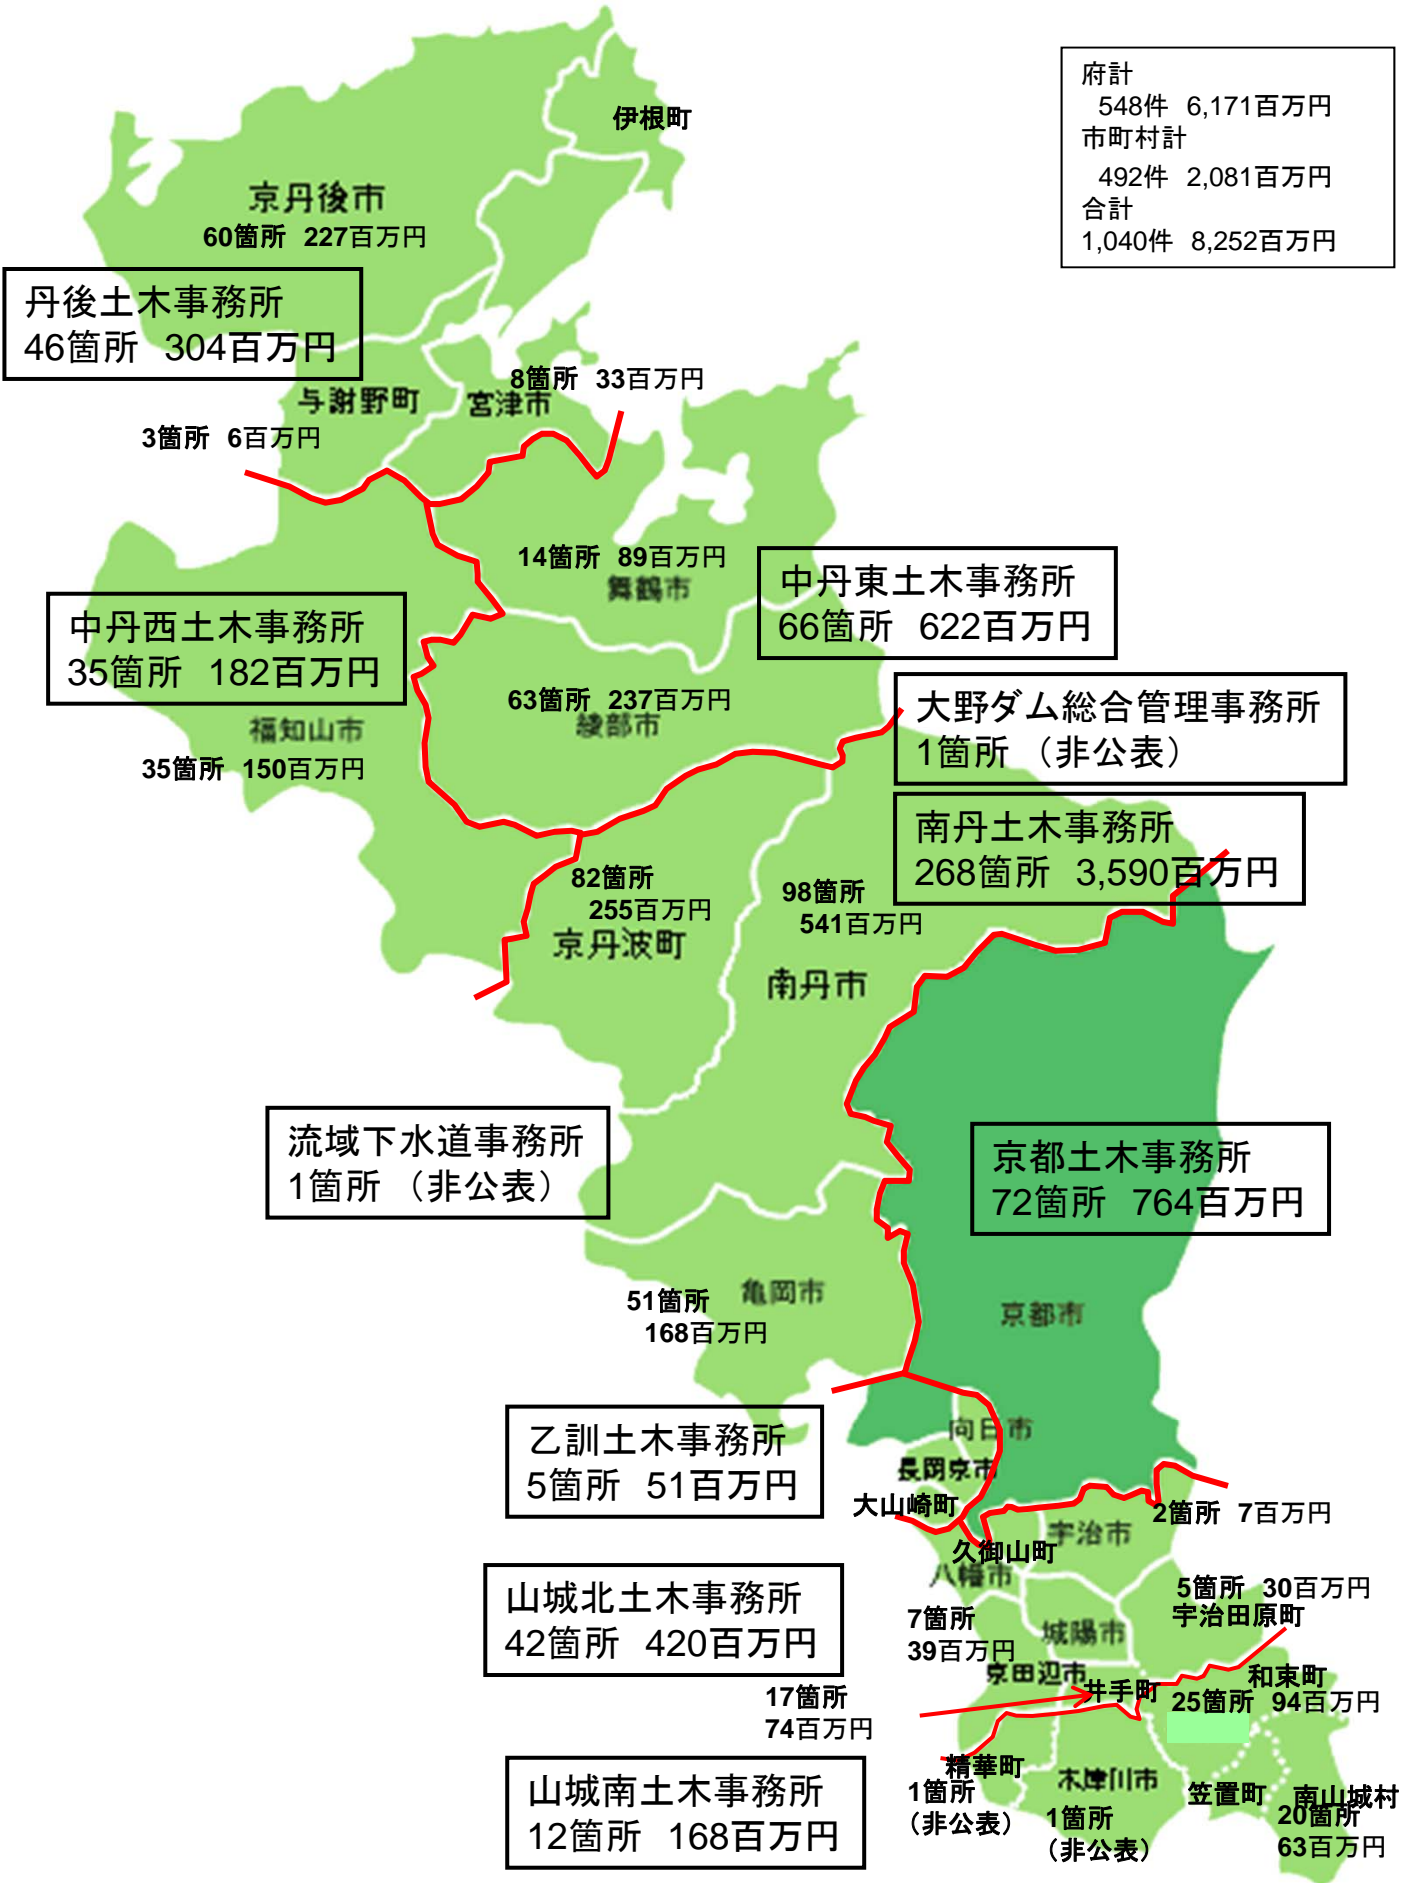 府計
548件 6,171百万円
市町村計
492件 2,081百万円
合計
1,040件 8,252百万円
伊根町
京丹後市
60箇所 227百万円
丹後土木事務所
46箇所 304百万円
8箇所 33百万円
与謝野町
宮津市
3箇所 6百万円
14箇所 89百万円
舞鶴市
中丹東土木事務所
66箇所 622百万円
中丹西土木事務所
35箇所 182百万円
63箇所 237百万円
綾部市
福知山市
35箇所 150百万円
大野ダム総合管理事務所
1箇所 （非公表）
南丹土木事務所
268箇所 3,590百万円
82箇所
255百万円
京丹波町
98箇所
541百万円
南丹市
流域下水道事務所
1箇所 （非公表）
京都土木事務所
72箇所 764百万円
51箇所
168百万円
亀岡市
京都市
乙訓土木事務所
5箇所 51百万円
向日市
長岡京市
大山崎町
2箇所 7百万円
宇治市
久御山町
八幡市
山城北土木事務所
42箇所 420百万円
5箇所 30百万円
宇治田原町
7箇所
39百万円
城陽市
京田辺市
井手町
17箇所
74百万円
和束町
25箇所 94百万円
山城南土木事務所
12箇所 168百万円
精華町
1箇所
（非公表）
木津川市
1箇所
（非公表）
笠置町
南山城村
20箇所
63百万円